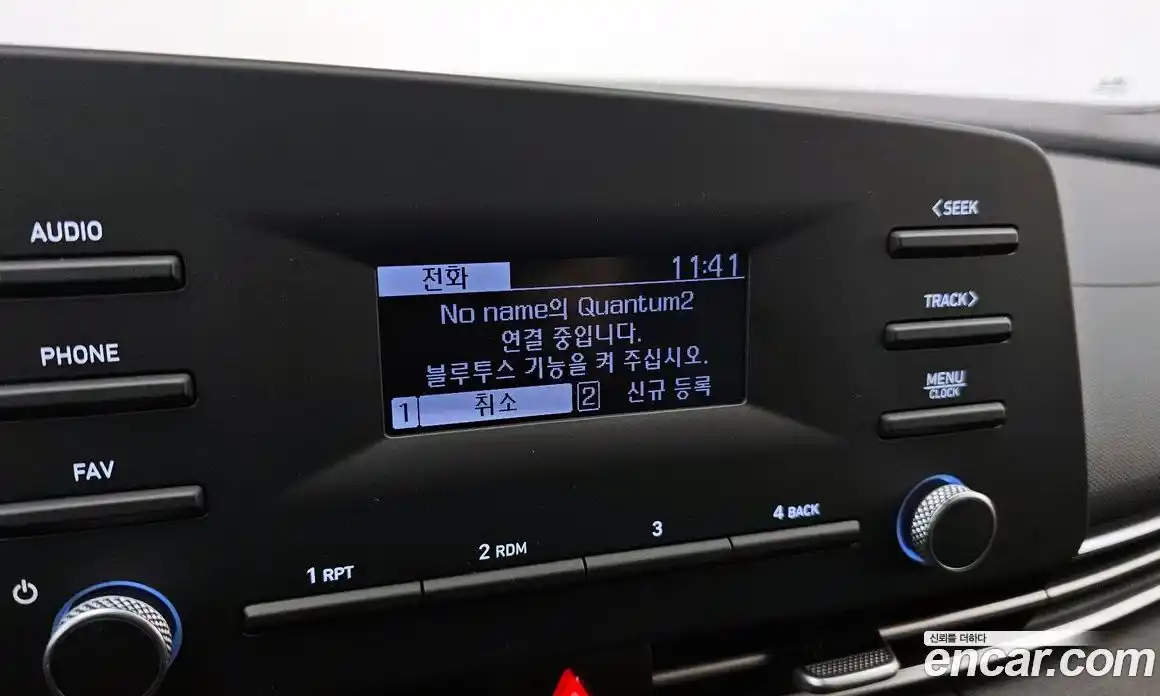 AUDIO
PHONE
FAV
전화 11:41
No name의 Quantum2
연결 중입니다.
블루투스 기능을 켜 주십시오.
1 취소 2 신규 등록
<SEEK
TRACK>
MENU
CLOCK
1 RPT
2 RDM
3
4 BACK
신뢰를 더하다
encar.com